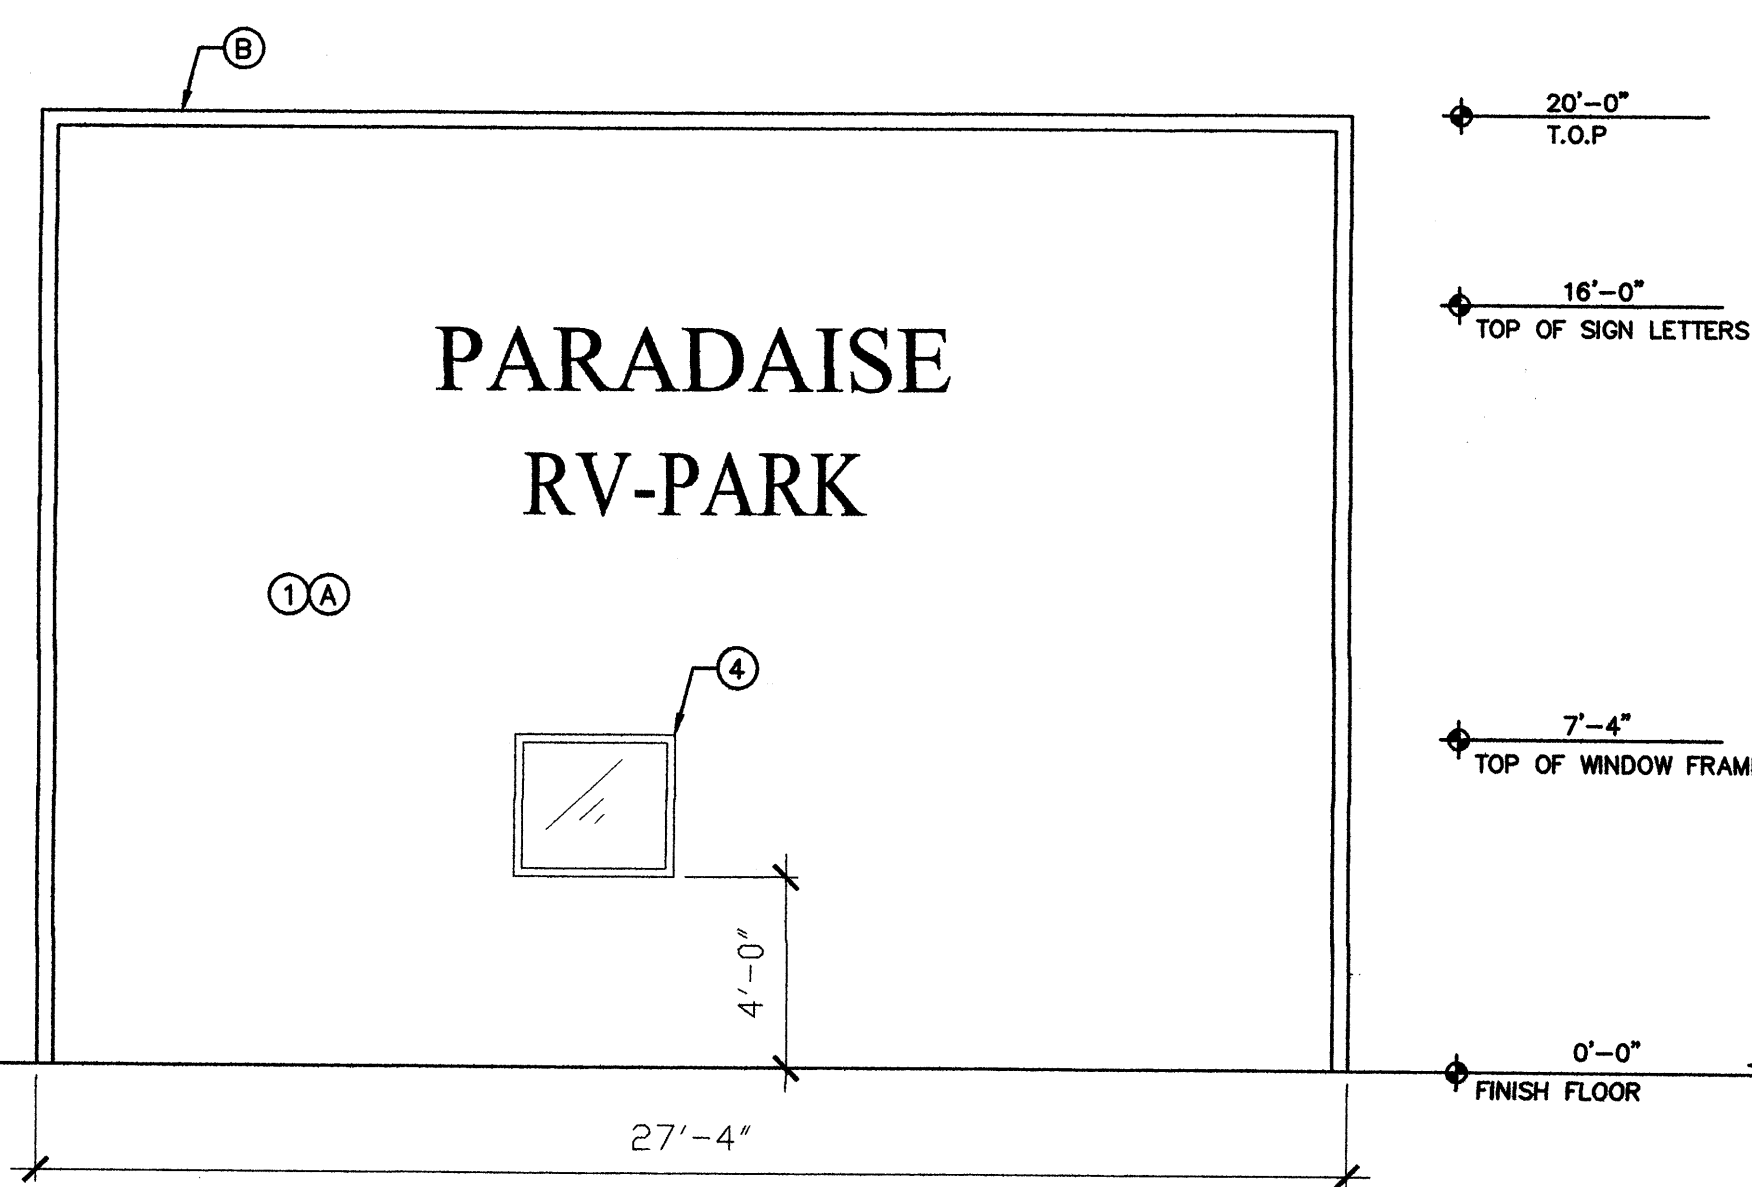 B
20'-0"
T.O.P
16'-0"
TOP OF SIGN LETTERS
PARADAISE
RV-PARK
1 A
4
7'-4"
TOP OF WINDOW FRAM
4'-0"
0'-0"
FINISH FLOOR
27'-4"